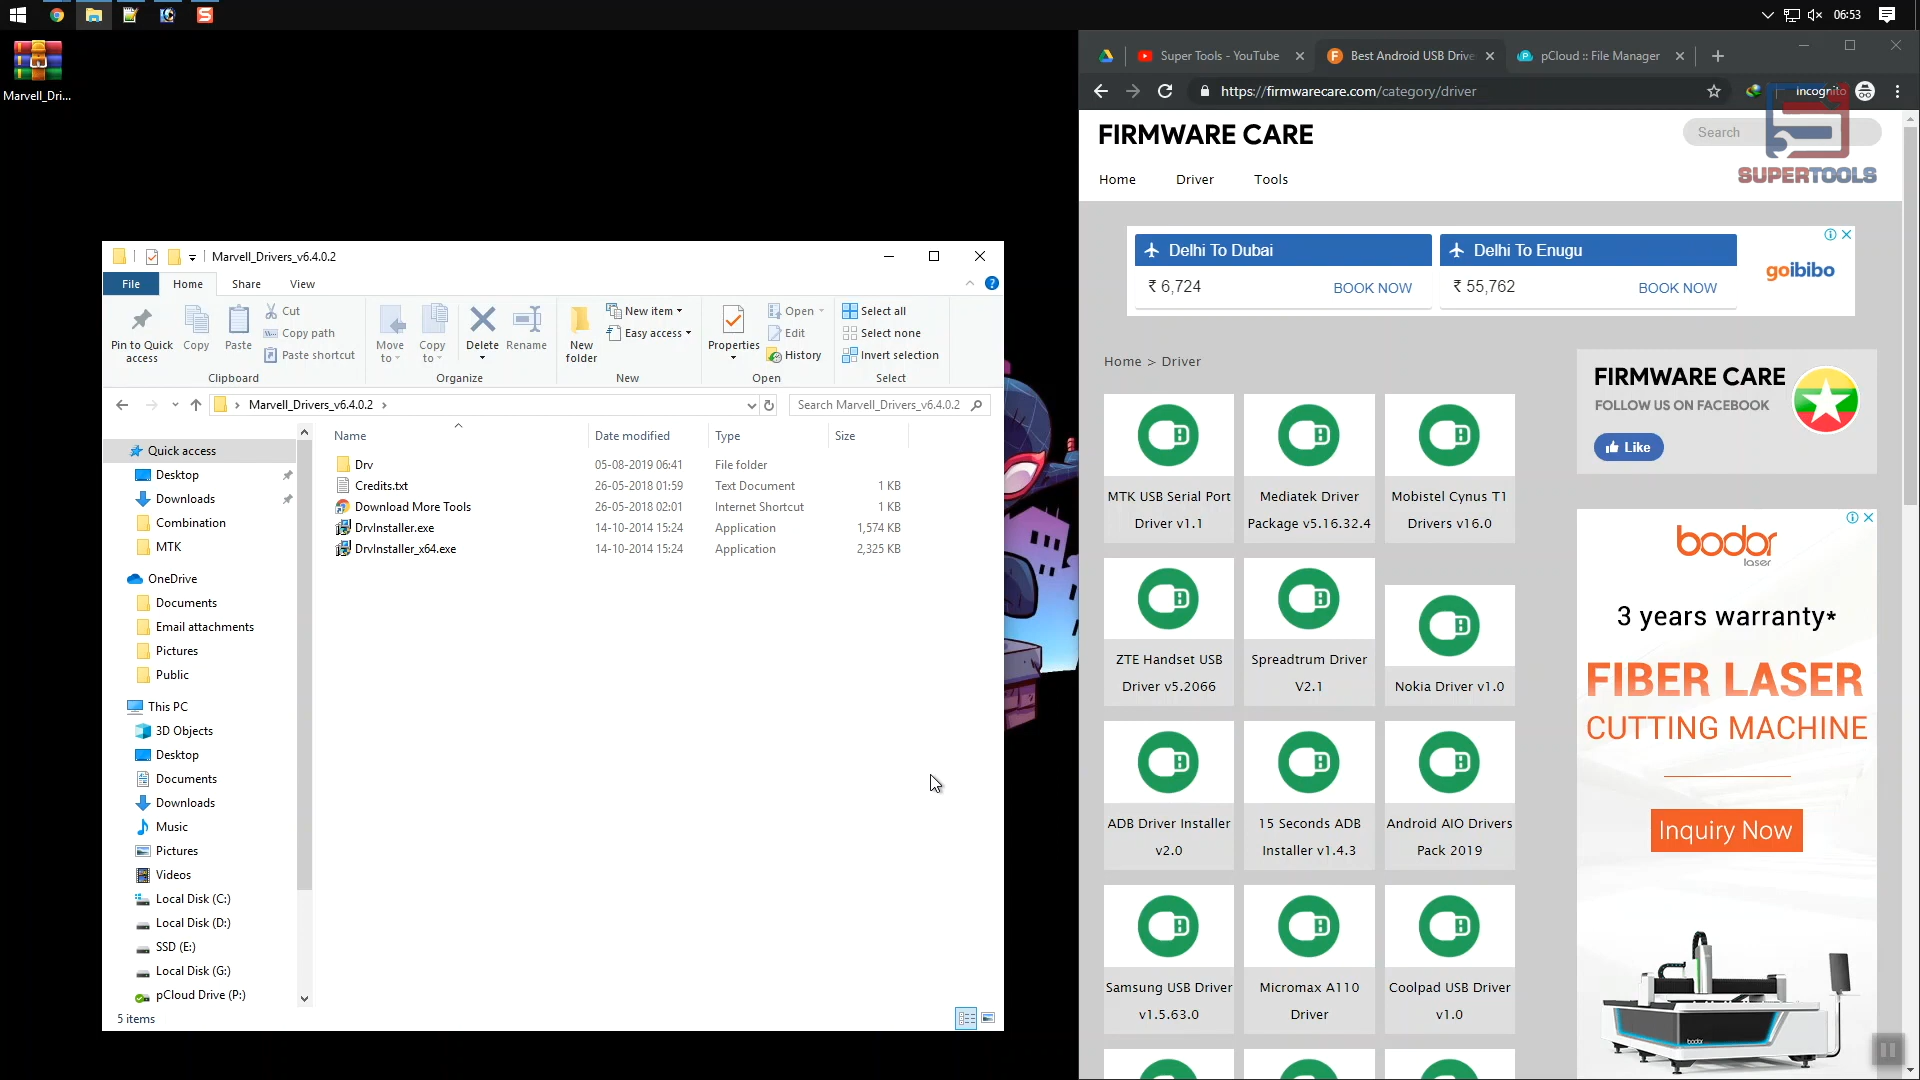 06:53
Marvell_Dri...
Super Tools - YouTube
Best Android USB Drive
pCloud :: File Manager
https://firmwarecare.com/category/driver
Incognito
FIRMWARE CARE
Search
SUPERTOOLS
Home
Driver
Tools
Delhi To Dubai
₹ 6,724
BOOK NOW
Delhi To Enugu
₹ 55,762
BOOK NOW
goibibo
Home > Driver
FIRMWARE CARE
FOLLOW US ON FACEBOOK
Like
MTK USB Serial Port
Driver v1.1
Mediatek Driver
Package v5.16.32.4
Mobistel Cynus T1
Drivers v16.0
ZTE Handset USB
Driver v5.2066
Spreadtrum Driver
V2.1
Nokia Driver v1.0
ADB Driver Installer
v2.0
15 Seconds ADB
Installer v1.4.3
Android AIO Drivers
Pack 2019
Samsung USB Driver
v1.5.63.0
Micromax A110
Driver
Coolpad USB Driver
v1.0
bodor
laser
3 years warranty*
FIBER LASER
CUTTING MACHINE
Inquiry Now
bodor
Marvell_Drivers_v6.4.0.2
File
Home
Share
View
Pin to Quick
access
Copy
Paste
Cut
Copy path
Paste shortcut
Clipboard
Move
to
Copy
to
Delete
Rename
Organize
New
folder
New item
Easy access
New
Properties
Open
Edit
History
Open
Select all
Select none
Invert selection
Select
Marvell_Drivers_v6.4.0.2
Search Marvell_Drivers_v6.4.0.2
Name
Date modified
Type
Size
Drv
05-08-2019 06:41
File folder
Credits.txt
26-05-2018 01:59
Text Document
1 KB
Download More Tools
26-05-2018 02:01
Internet Shortcut
1 KB
DrvInstaller.exe
14-10-2014 15:24
Application
1,574 KB
DrvInstaller_x64.exe
14-10-2014 15:24
Application
2,325 KB
Quick access
Desktop
Downloads
Combination
MTK
OneDrive
Documents
Email attachments
Pictures
Public
This PC
3D Objects
Desktop
Documents
Downloads
Music
Pictures
Videos
Local Disk (C:)
Local Disk (D:)
SSD (E:)
Local Disk (G:)
pCloud Drive (P:)
5 items